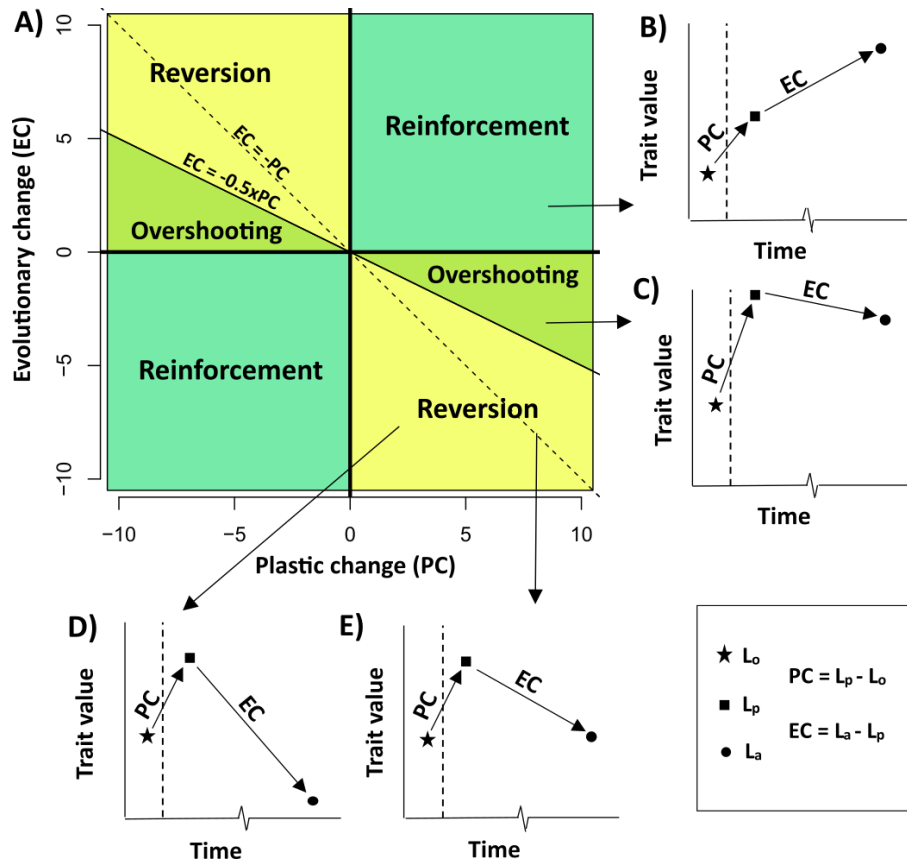 A)
Reversion
Reinforcement
EC = -PC
EC = -0.5xPC
Overshooting
Overshooting
Reinforcement
Reversion
Evolutionary change (EC)
10
5
0
−5
−10
−10
−5
0
5
10
Plastic change (PC)
B)
Trait value
PC
EC
Time
C)
Trait value
PC
EC
Time
D)
Trait value
PC
EC
Time
E)
Trait value
PC
EC
Time
Lo
PC = Lp - Lo
Lp
EC = La - Lp
La